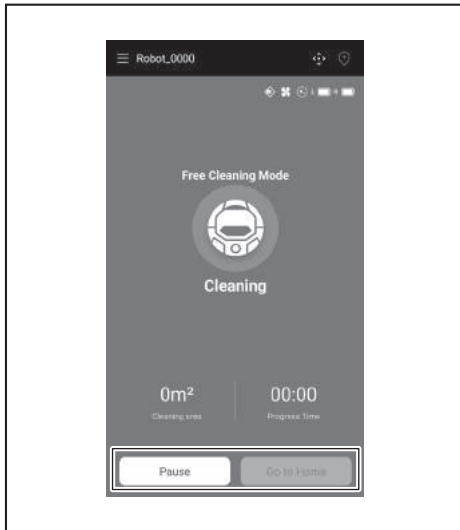 Robot_0000
Free Cleaning Mode
Cleaning
0m² 00:00
Cleaning area Progress Time
Pause Go to Home